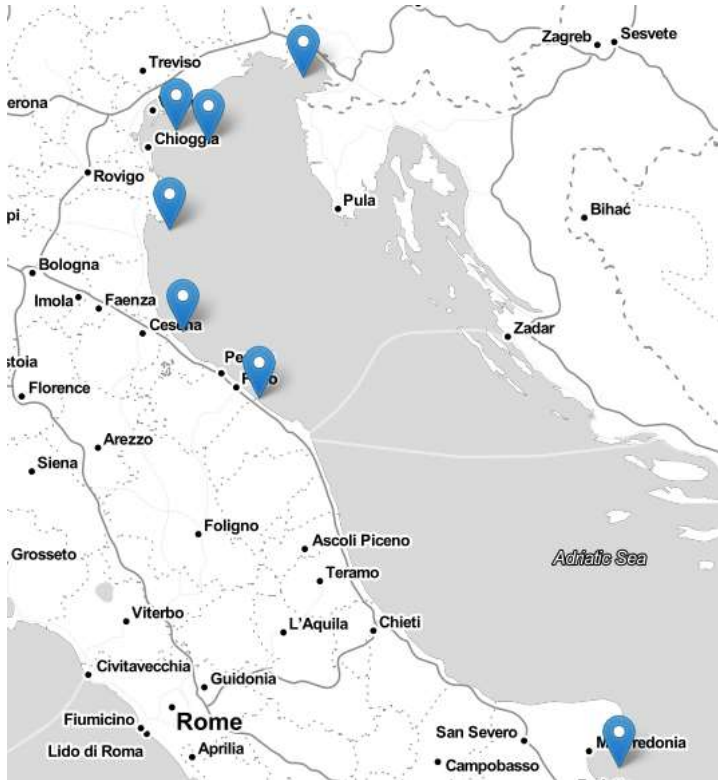 Zagreb
Sesvete
Treviso
erona
Chioggia
Rovigo
Pula
Bihać
pi
Bologna
Imola
Faenza
Cesena
Zadar
stoia
Florence
Arezzo
Siena
Foligno
Ascoli Piceno
Grosseto
Adriatic Sea
Teramo
Viterbo
L'Aquila
Chieti
Civitavecchia
Guidonia
Fiumicino
Rome
San Severo
Lido di Roma
Aprilia
Campobasso